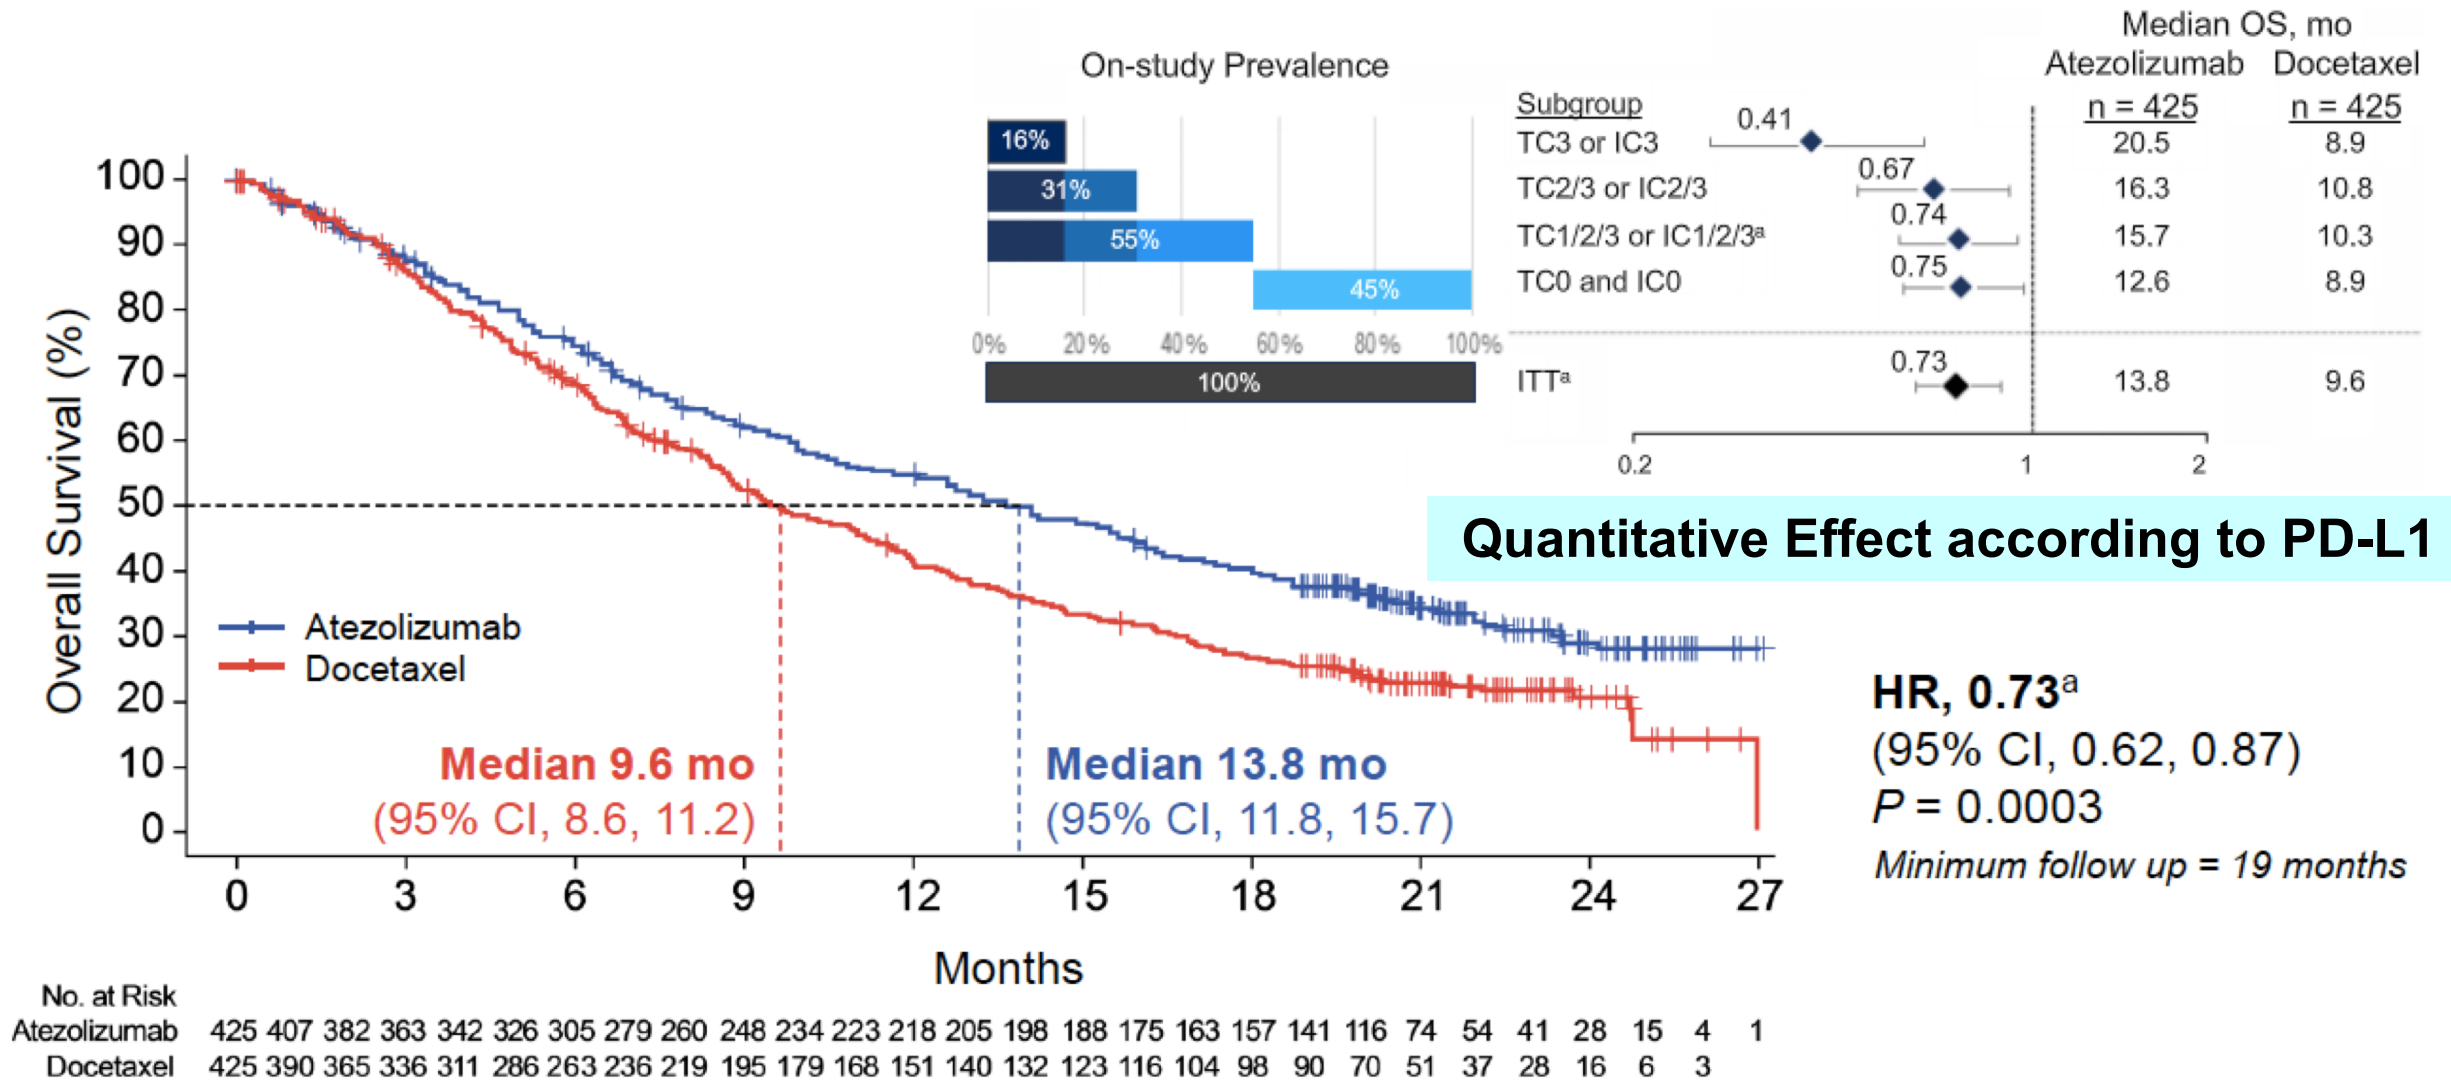 Median OS, mo
On-study Prevalence
Atezolizumab Docetaxel
Subgroup n = 425 n = 425
16% TC3 or IC3 0.41 20.5 8.9
31% TC2/3 or IC2/3 0.67 16.3 10.8
55% TC1/2/3 or IC1/2/3ᵃ 0.74 15.7 10.3
45% TC0 and IC0 0.75 12.6 8.9
0% 20% 40% 60% 80% 100%
100% ITTᵃ 0.73 13.8 9.6
0.2 1 2
Quantitative Effect according to PD-L1
Overall Survival (%)
100
90
80
70
60
50
40
30
20
10
0
Atezolizumab
Docetaxel
Median 9.6 mo
(95% CI, 8.6, 11.2)
Median 13.8 mo
(95% CI, 11.8, 15.7)
HR, 0.73ᵃ
(95% CI, 0.62, 0.87)
P = 0.0003
Minimum follow up = 19 months
0 3 6 9 12 15 18 21 24 27
Months
No. at Risk
Atezolizumab 425 407 382 363 342 326 305 279 260 248 234 223 218 205 198 188 175 163 157 141 116 74 54 41 28 15 4 1
Docetaxel 425 390 365 336 311 286 263 236 219 195 179 168 151 140 132 123 116 104 98 90 70 51 37 28 16 6 3